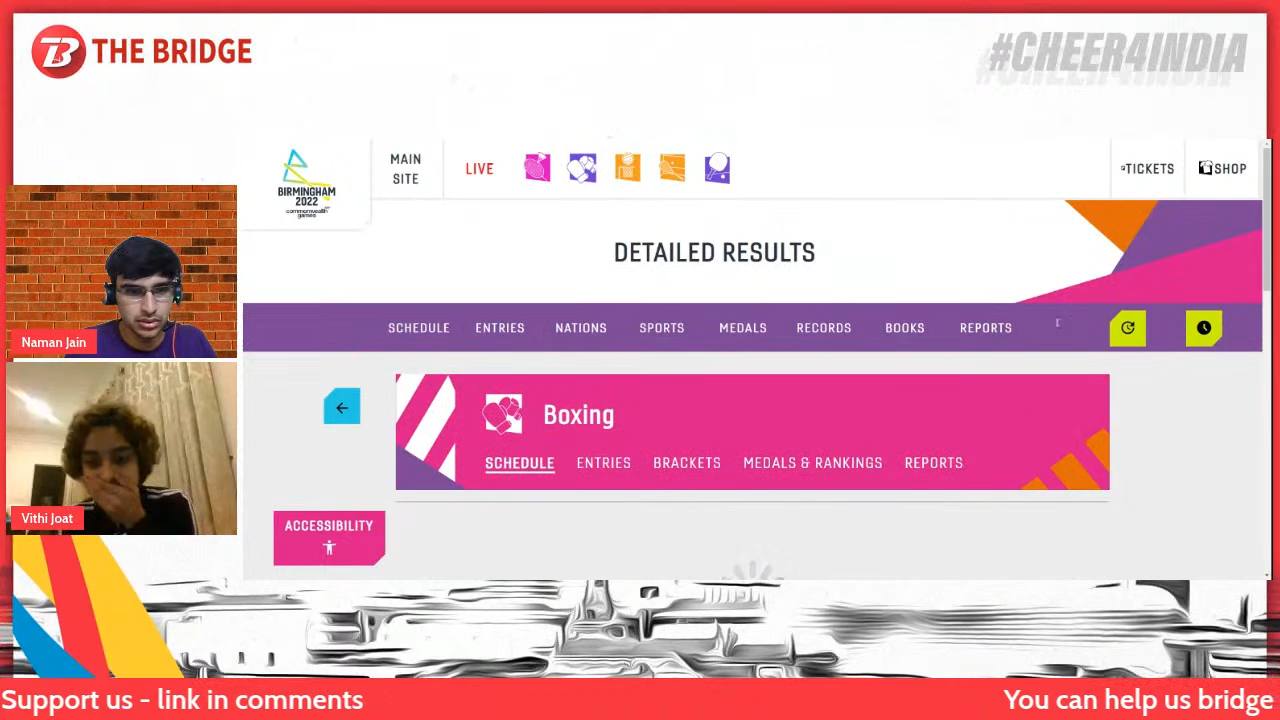 THE BRIDGE
#CHEER4INDIA
BIRMINGHAM
2022
commonwealth
games
MAIN
SITE
LIVE
TICKETS
SHOP
DETAILED RESULTS
SCHEDULE ENTRIES NATIONS SPORTS MEDALS RECORDS BOOKS REPORTS
Boxing
SCHEDULE ENTRIES BRACKETS MEDALS & RANKINGS REPORTS
ACCESSIBILITY
Naman Jain
Vithi Joat
Support us - link in comments
You can help us bridge